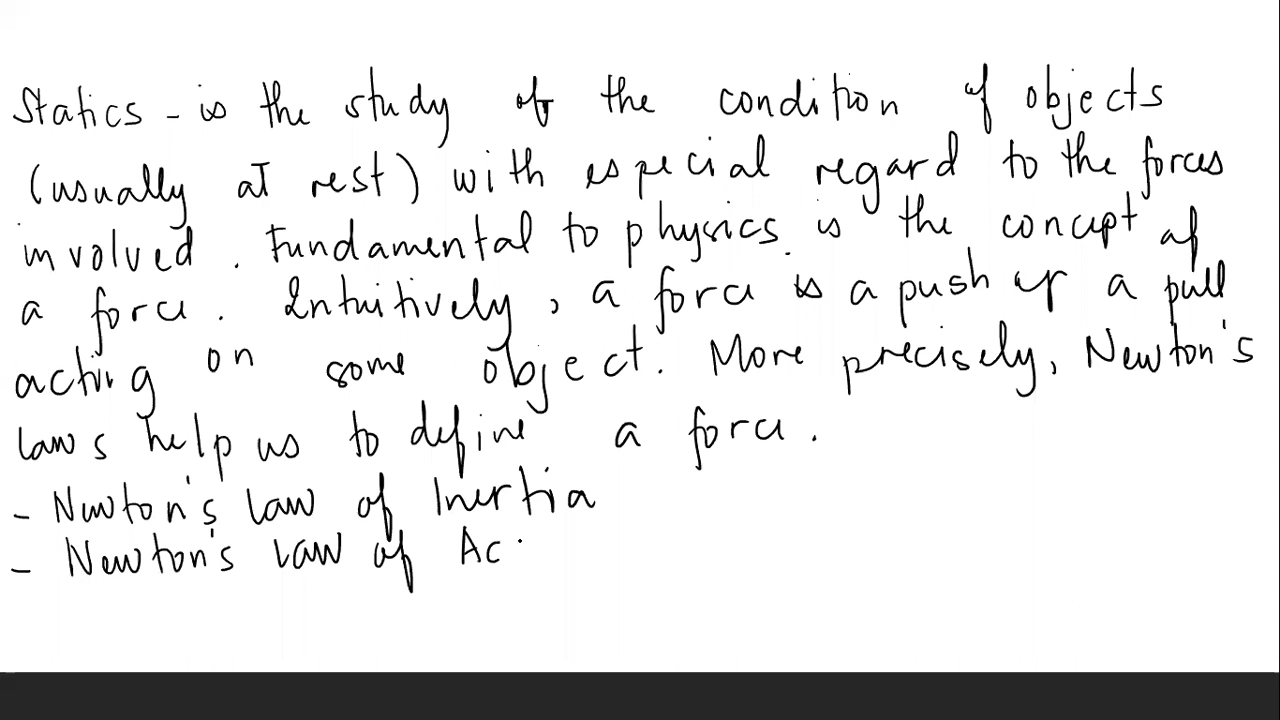 Statics - is the study of the condition of objects
(usually at rest) with especial regard to the forces
involved. Fundamental to physics is the concept of
a force. Intuitively, a force is a push or a pull
acting on some object. More precisely, Newton's
laws help us to define a force.
- Newton's law of Inertia
- Newton's law of Ac